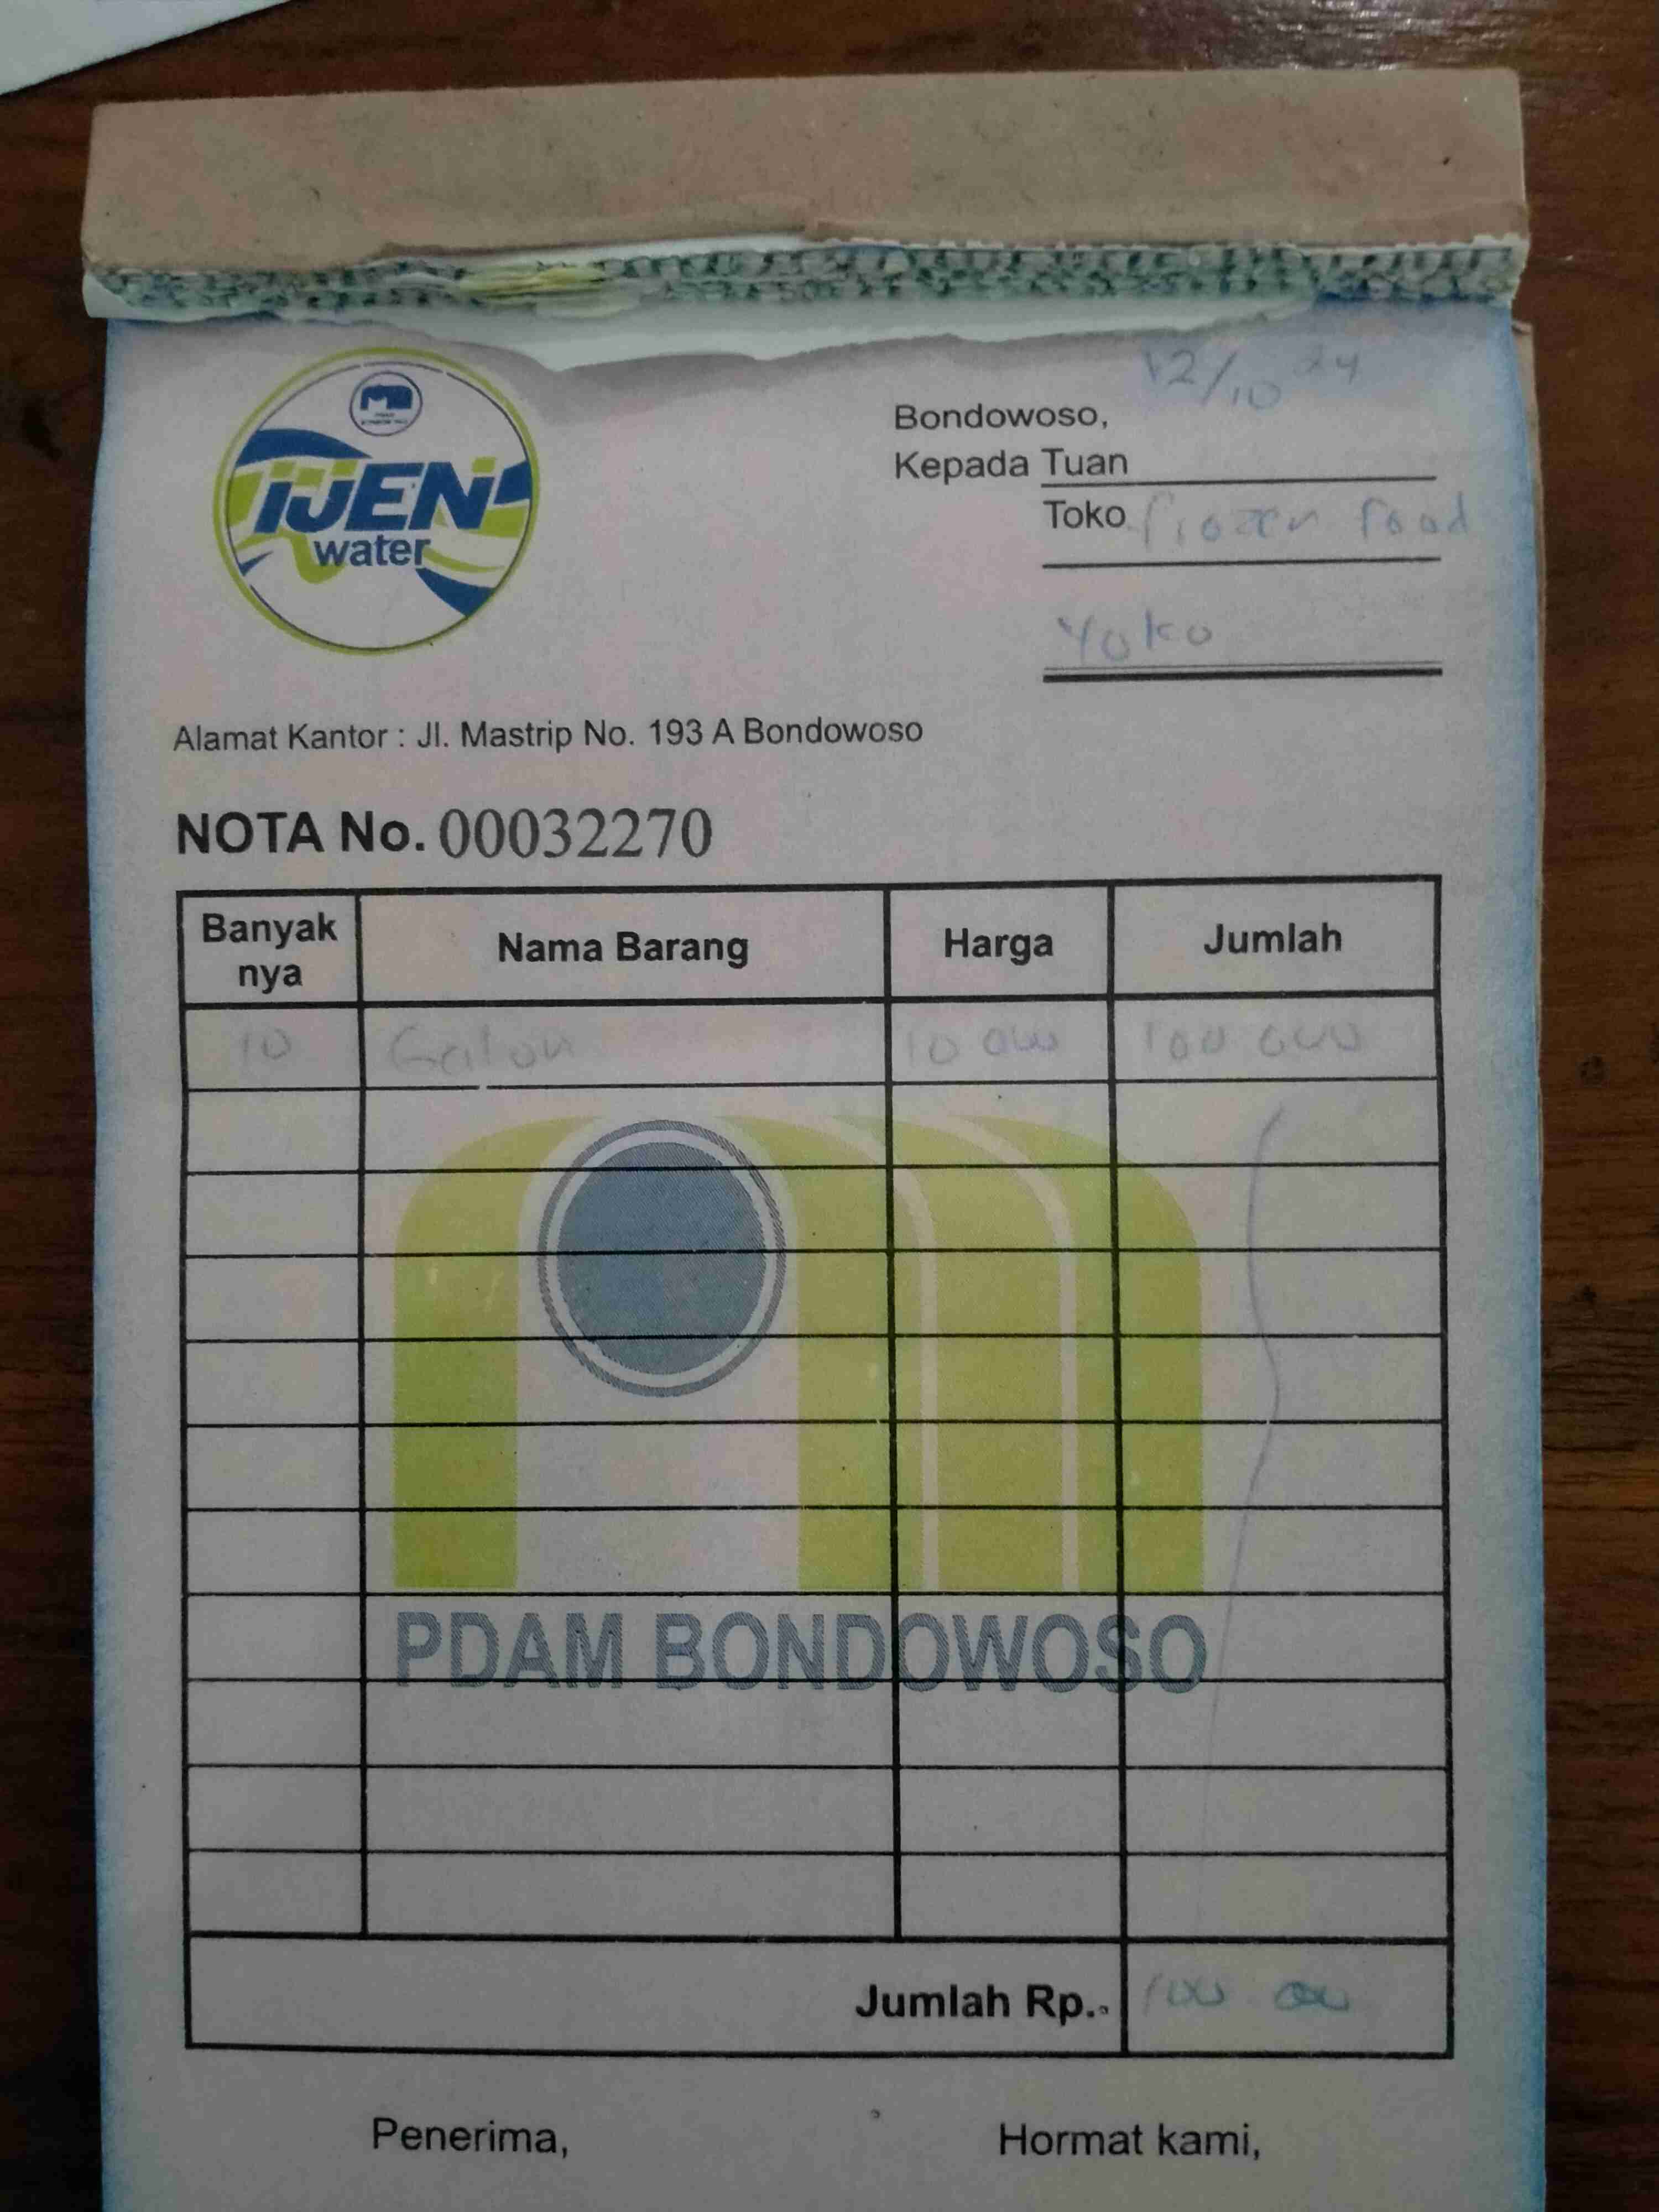 IJEN
water
12/10 24
Bondowoso,
Kepada Tuan
Toko frozen food
Yoko
Alamat Kantor : Jl. Mastrip No. 193 A Bondowoso
NOTA No. 00032270
Banyak nya Nama Barang Harga Jumlah
10 Galon 10 000 100 000
PDAM BONDOWOSO
Jumlah Rp.. 100.000
Penerima, Hormat kami,